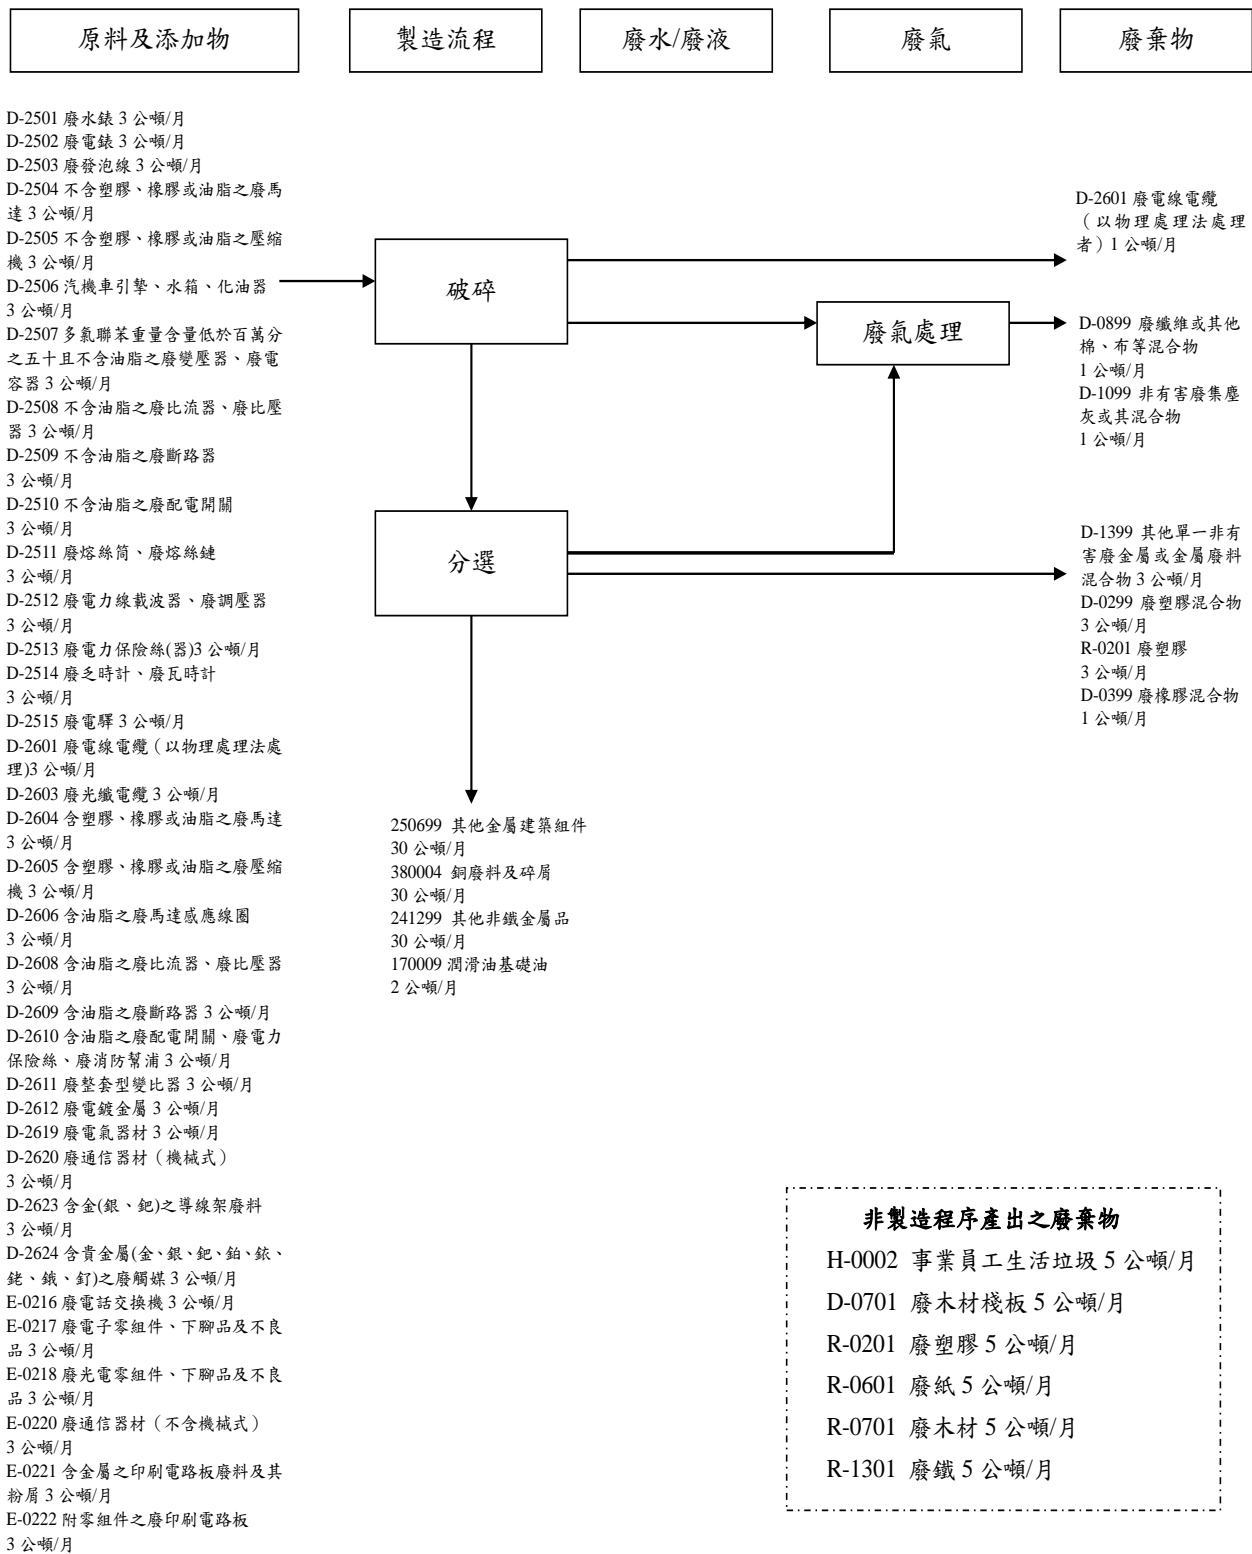 原料及添加物
製造流程
廢水/廢液
廢氣
廢棄物
D-2501 廢水錶 3 公噸/月
D-2502 廢電錶 3 公噸/月
D-2503 廢發泡線 3 公噸/月
D-2504 不含塑膠、橡膠或油脂之廢馬
達 3 公噸/月
D-2505 不含塑膠、橡膠或油脂之壓縮
機 3 公噸/月
D-2506 汽機車引擎、水箱、化油器
3 公噸/月
D-2507 多氯聯苯重量含量低於百萬分
之五十且不含油脂之廢變壓器、廢電
容器 3 公噸/月
D-2508 不含油脂之廢比流器、廢比壓
器 3 公噸/月
D-2509 不含油脂之廢斷路器
3 公噸/月
D-2510 不含油脂之廢配電開關
3 公噸/月
D-2511 廢熔絲筒、廢熔絲鏈
3 公噸/月
D-2512 廢電力線載波器、廢調壓器
3 公噸/月
D-2513 廢電力保險絲(器)3 公噸/月
D-2514 廢乏時計、廢瓦時計
3 公噸/月
D-2515 廢電驛 3 公噸/月
D-2601 廢電線電纜（以物理處理法處
理)3 公噸/月
D-2603 廢光纖電纜 3 公噸/月
D-2604 含塑膠、橡膠或油脂之廢馬達
3 公噸/月
D-2605 含塑膠、橡膠或油脂之廢壓縮
機 3 公噸/月
D-2606 含油脂之廢馬達感應線圈
3 公噸/月
D-2608 含油脂之廢比流器、廢比壓器
3 公噸/月
D-2609 含油脂之廢斷路器 3 公噸/月
D-2610 含油脂之廢配電開關、廢電力
保險絲、廢消防幫浦 3 公噸/月
D-2611 廢整套型變比器 3 公噸/月
D-2612 廢電鍍金屬 3 公噸/月
D-2619 廢電氣器材 3 公噸/月
D-2620 廢通信器材（機械式）
3 公噸/月
D-2623 含金(銀、鈀)之導線架廢料
3 公噸/月
D-2624 含貴金屬(金、銀、鈀、鉑、銥、
銠、鋨、釕)之廢觸媒 3 公噸/月
E-0216 廢電話交換機 3 公噸/月
E-0217 廢電子零組件、下腳品及不良
品 3 公噸/月
E-0218 廢光電零組件、下腳品及不良
品 3 公噸/月
E-0220 廢通信器材（不含機械式）
3 公噸/月
E-0221 含金屬之印刷電路板廢料及其
粉屑 3 公噸/月
E-0222 附零組件之廢印刷電路板
3 公噸/月
破碎
分選
250699 其他金屬建築組件
30 公噸/月
380004 銅廢料及碎屑
30 公噸/月
241299 其他非鐵金屬品
30 公噸/月
170009 潤滑油基礎油
2 公噸/月
廢氣處理
D-2601 廢電線電纜
（以物理處理法處理
者）1 公噸/月
D-0899 廢纖維或其他
棉、布等混合物
1 公噸/月
D-1099 非有害廢集塵
灰或其混合物
1 公噸/月
D-1399 其他單一非有
害廢金屬或金屬廢料
混合物 3 公噸/月
D-0299 廢塑膠混合物
3 公噸/月
R-0201 廢塑膠
3 公噸/月
D-0399 廢橡膠混合物
1 公噸/月
非製造程序產出之廢棄物
H-0002 事業員工生活垃圾 5 公噸/月
D-0701 廢木材棧板 5 公噸/月
R-0201 廢塑膠 5 公噸/月
R-0601 廢紙 5 公噸/月
R-0701 廢木材 5 公噸/月
R-1301 廢鐵 5 公噸/月